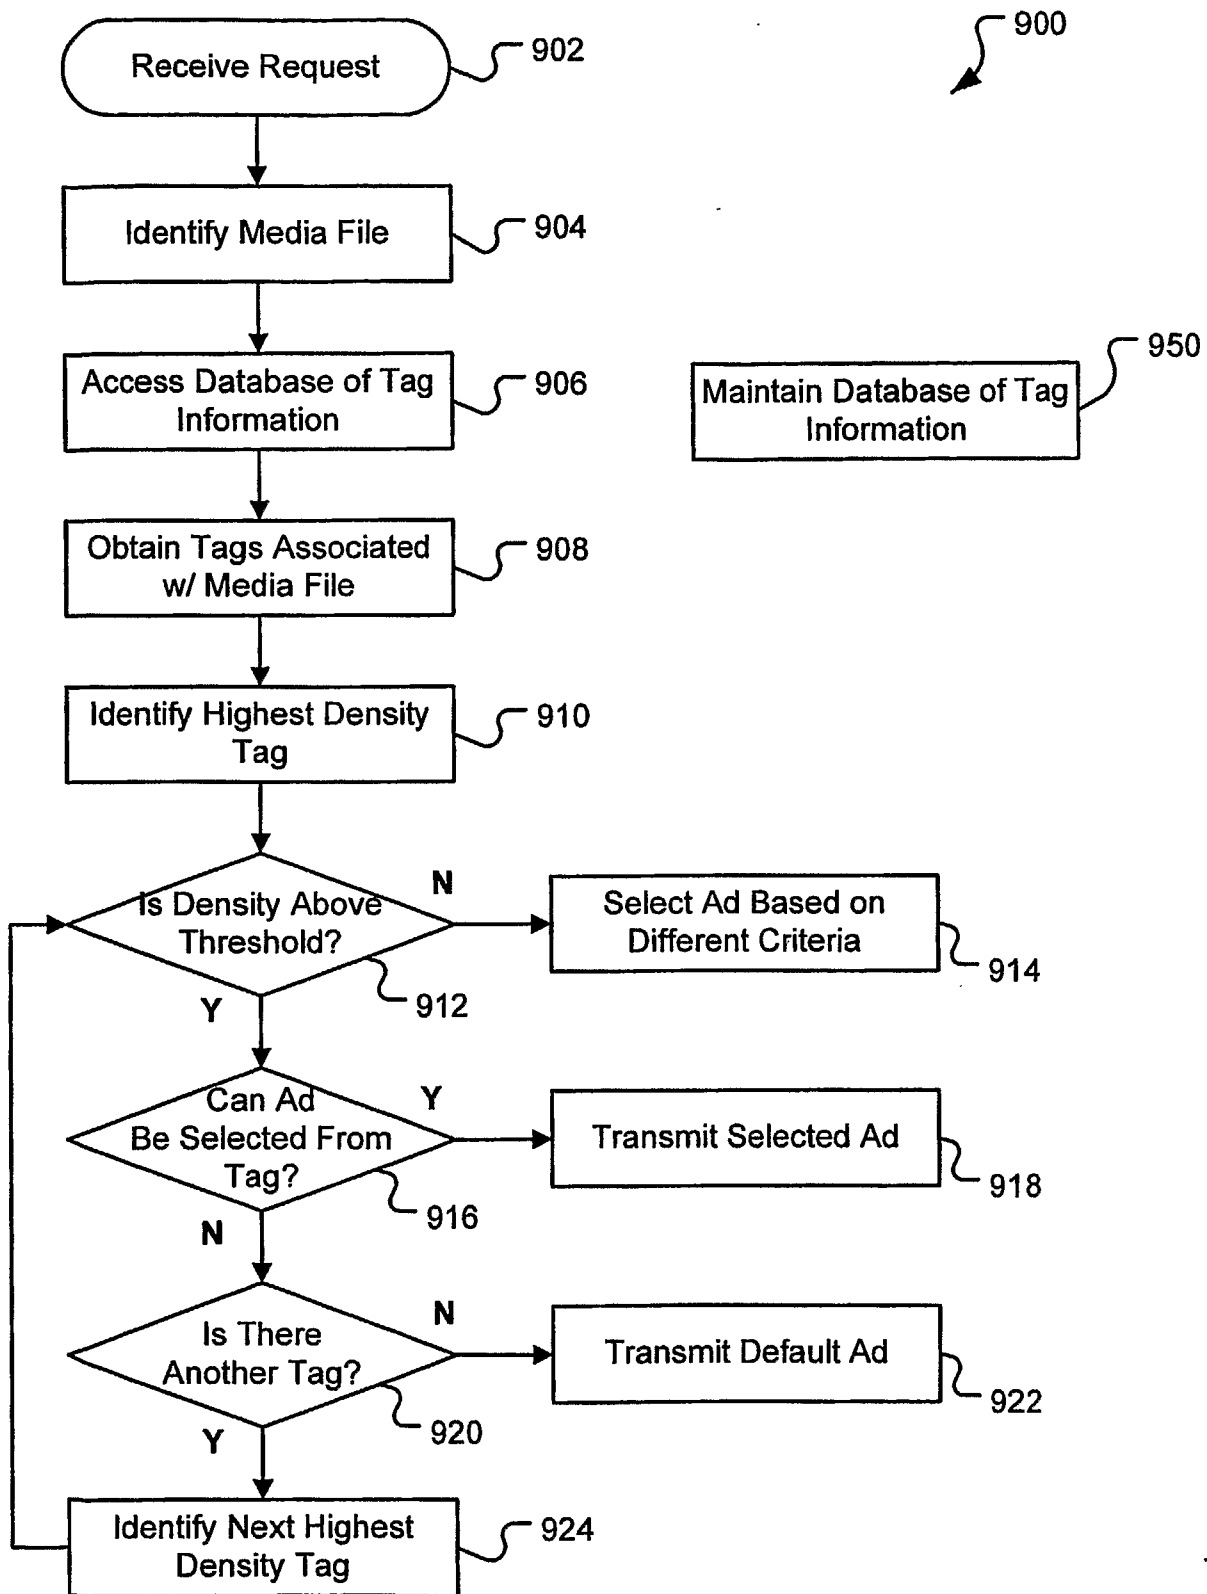 900
Receive Request
902
Identify Media File
904
Access Database of Tag
Information
906
Maintain Database of Tag
Information
950
Obtain Tags Associated
w/ Media File
908
Identify Highest Density
Tag
910
Is Density Above
Threshold?
912
N
Y
Select Ad Based on
Different Criteria
914
Can Ad
Be Selected From
Tag?
916
Y
N
Transmit Selected Ad
918
Is There
Another Tag?
920
N
Y
Transmit Default Ad
922
Identify Next Highest
Density Tag
924